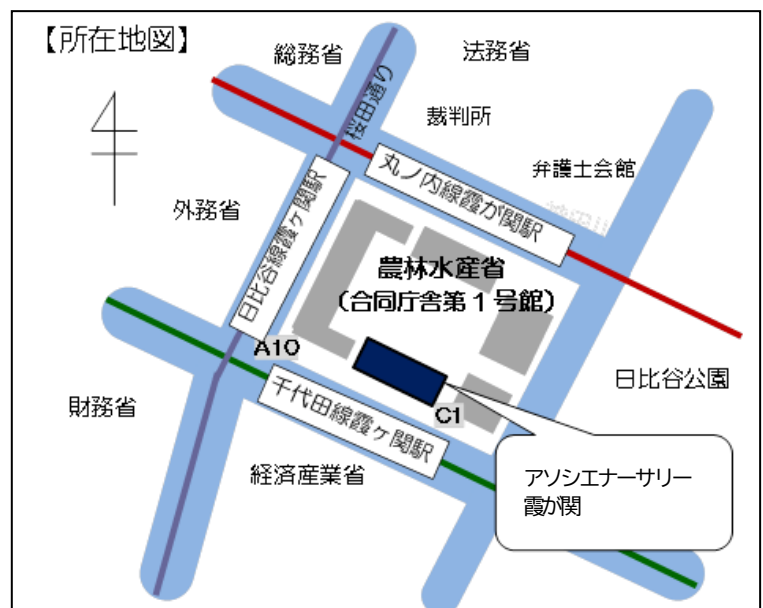 【所在地図】
総務省
法務省
桜田通り
裁判所
弁護士会館
丸ノ内線霞が関駅
外務省
日比谷線霞ヶ関駅
農林水産省
(合同庁舎第1号館)
A10
日比谷公園
財務省
千代田線霞ヶ関駅
C1
経済産業省
アソシエナーサリー
霞が関